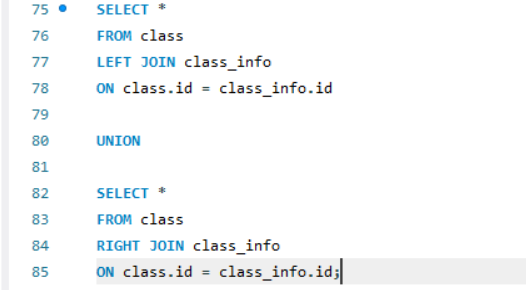 75 SELECT *
76 FROM class
77 LEFT JOIN class_info
78 ON class.id = class_info.id
79
80 UNION
81
82 SELECT *
83 FROM class
84 RIGHT JOIN class_info
85 ON class.id = class_info.id;